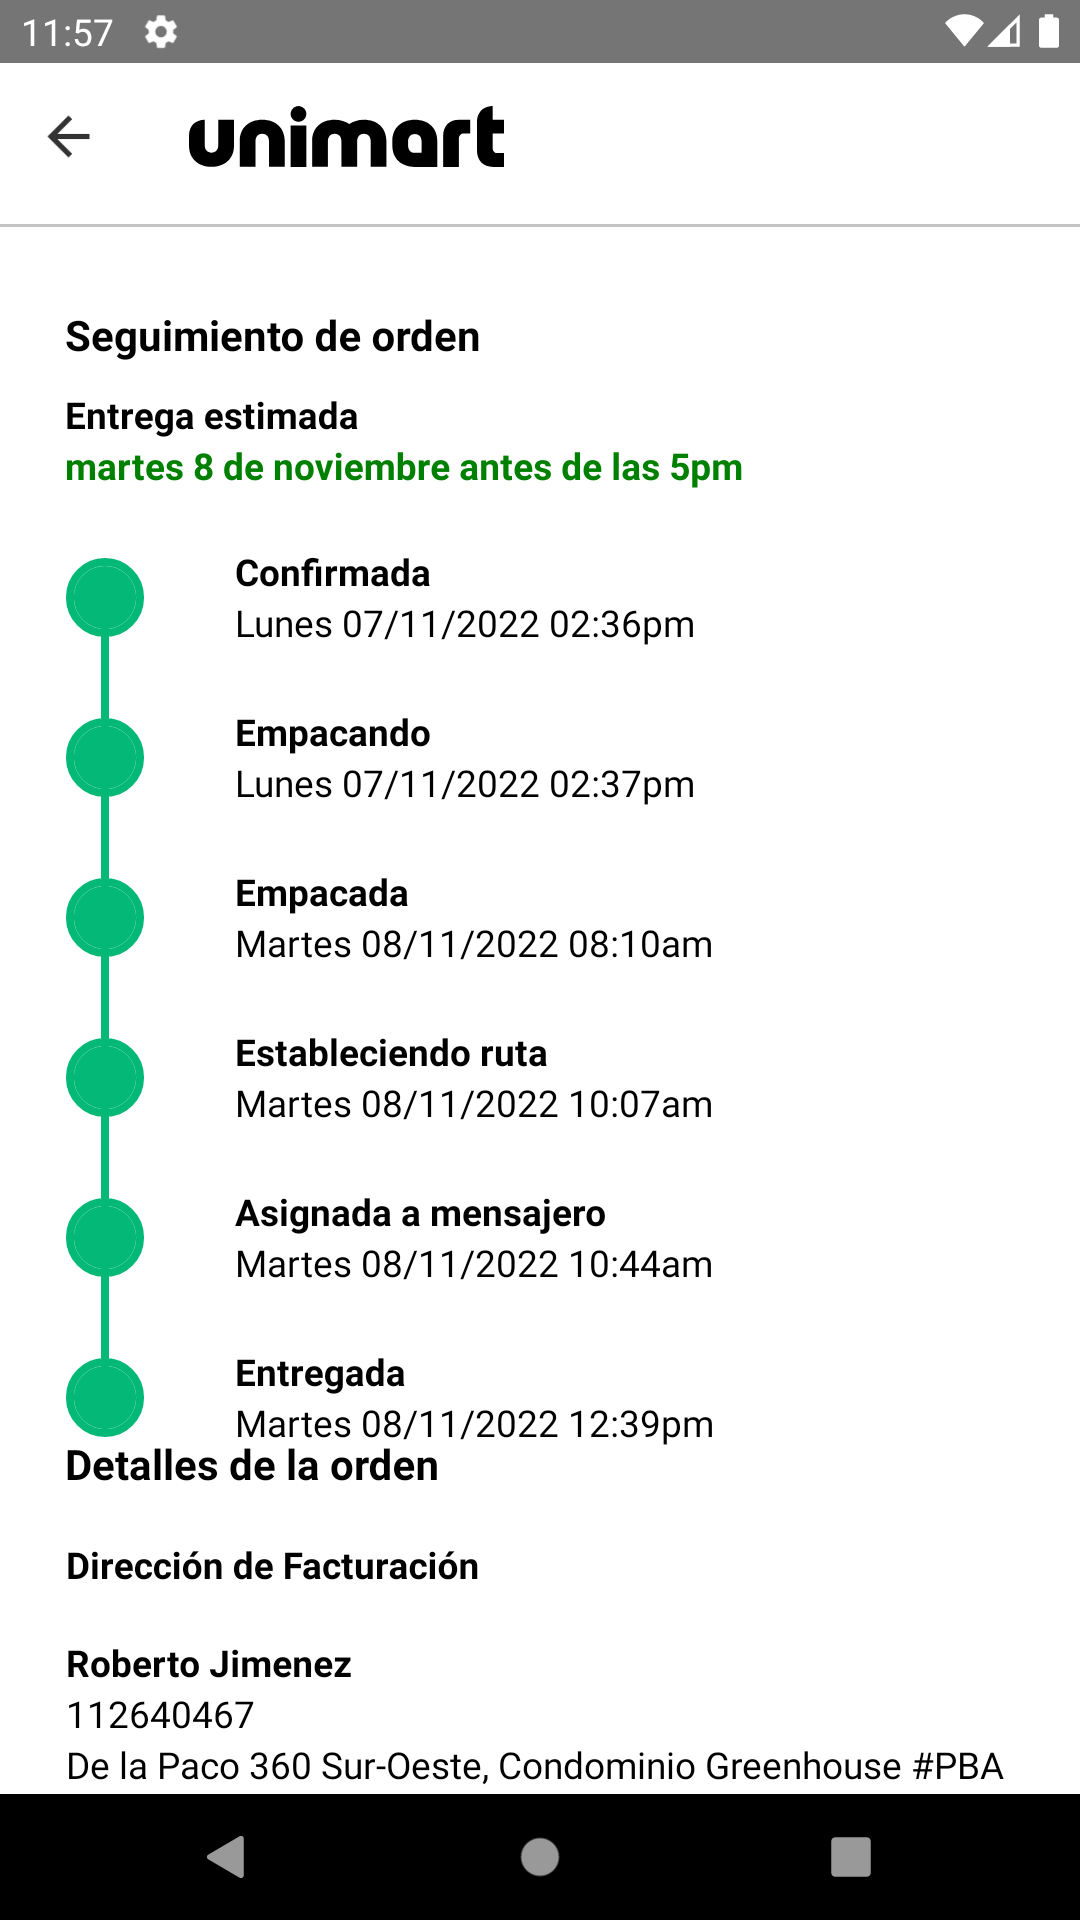 11:57
unimart
Seguimiento de orden
Entrega estimada
martes 8 de noviembre antes de las 5pm
Confirmada
Lunes 07/11/2022 02:36pm
Empacando
Lunes 07/11/2022 02:37pm
Empacada
Martes 08/11/2022 08:10am
Estableciendo ruta
Martes 08/11/2022 10:07am
Asignada a mensajero
Martes 08/11/2022 10:44am
Entregada
Martes 08/11/2022 12:39pm
Detalles de la orden
Dirección de Facturación
Roberto Jimenez
112640467
De la Paco 360 Sur-Oeste, Condominio Greenhouse #PBA